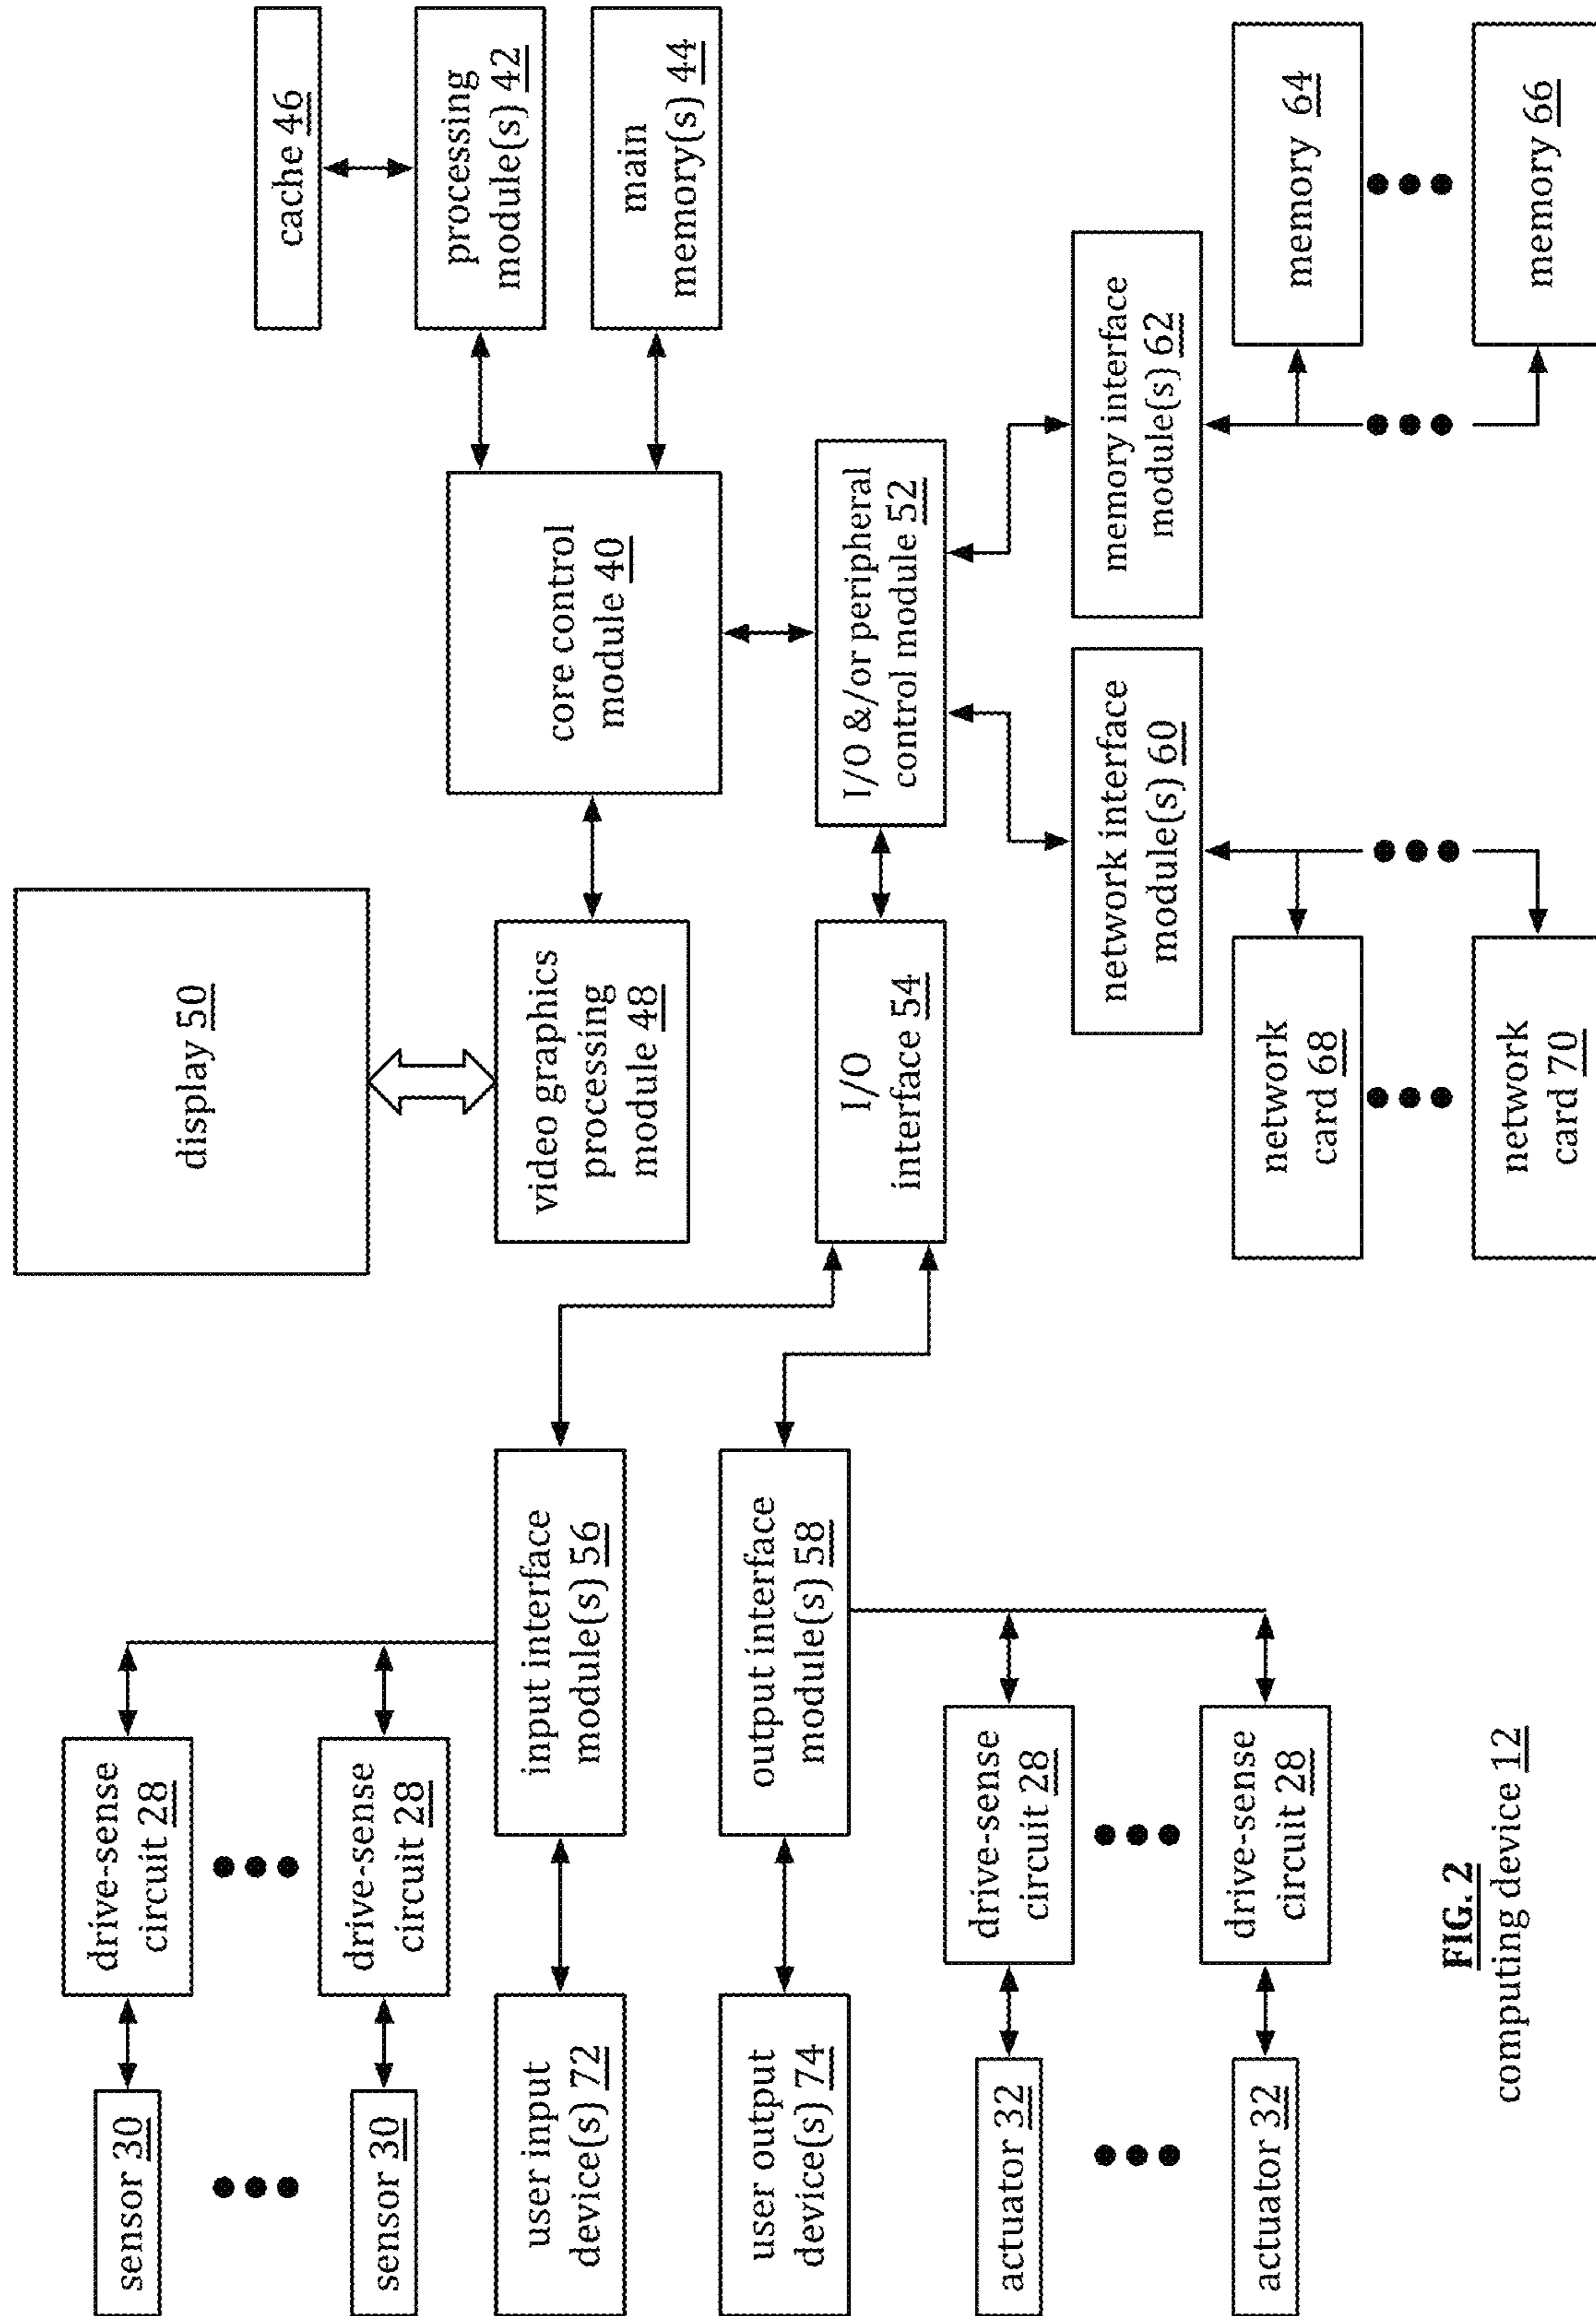 display 50
cache 46
sensor 30
drive-sense
circuit 28
sensor 30
drive-sense
circuit 28
processing
module(s) 42
main
memory(s) 44
core control
module 40
video graphics
processing
module 48
user input
device(s) 72
input interface
module(s) 56
user output
device(s) 74
output interface
module(s) 58
I/O
interface 54
I/O &/or peripheral
control module 52
actuator 32
drive-sense
circuit 28
actuator 32
drive-sense
circuit 28
network interface
module(s) 60
memory interface
module(s) 62
network
card 68
memory 64
network
card 70
memory 66
FIG. 2
computing device 12